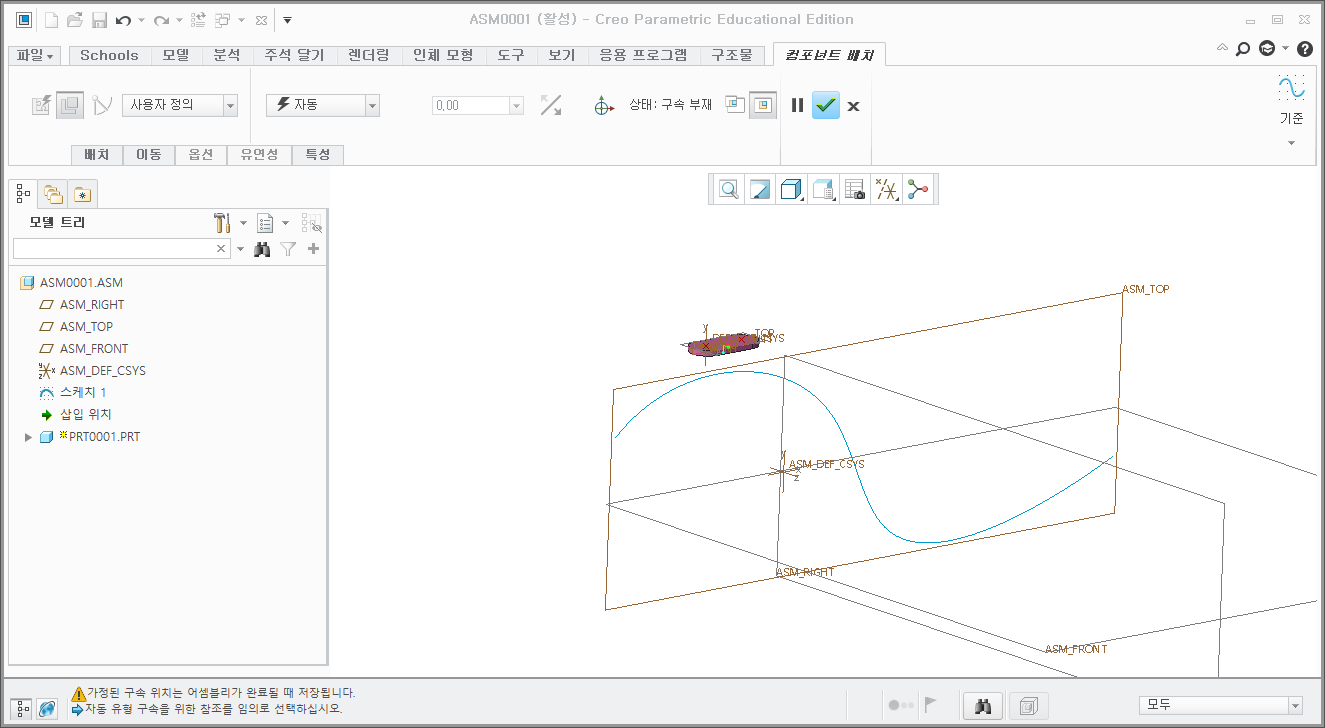 ASM0001 (활성) - Creo Parametric Educational Edition
파일 Schools 모델 분석 주석 달기 렌더링 인체 모형 도구 보기 응용 프로그램 구조물 컴포넌트 배치
사용자 정의 자동 0,00 상태: 구속 부재
기준
배치 이동 옵션 유연성 특성
모델 트리
ASM0001.ASM
ASM_RIGHT
ASM_TOP
ASM_FRONT
ASM_DEF_CSYS
스케치 1
삽입 위치
PRT0001.PRT
ASM_TOP
TOP
Y
ASM_DEF_CSYS
Y
X
Z
ASM_RIGHT
ASM_FRONT
가정된 구속 위치는 어셈블리가 완료될 때 저장됩니다.
자동 유형 구속을 위한 참조를 임의로 선택하십시오.
모두